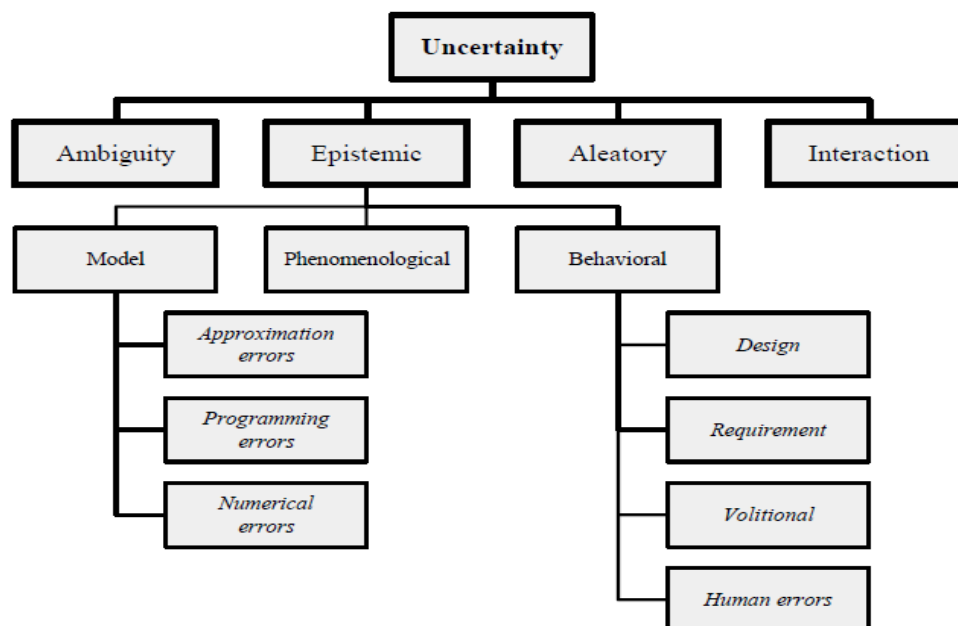 Uncertainty
Ambiguity
Epistemic
Aleatory
Interaction
Model
Phenomenological
Behavioral
Approximation
errors
Programming
errors
Numerical
errors
Design
Requirement
Volitional
Human errors